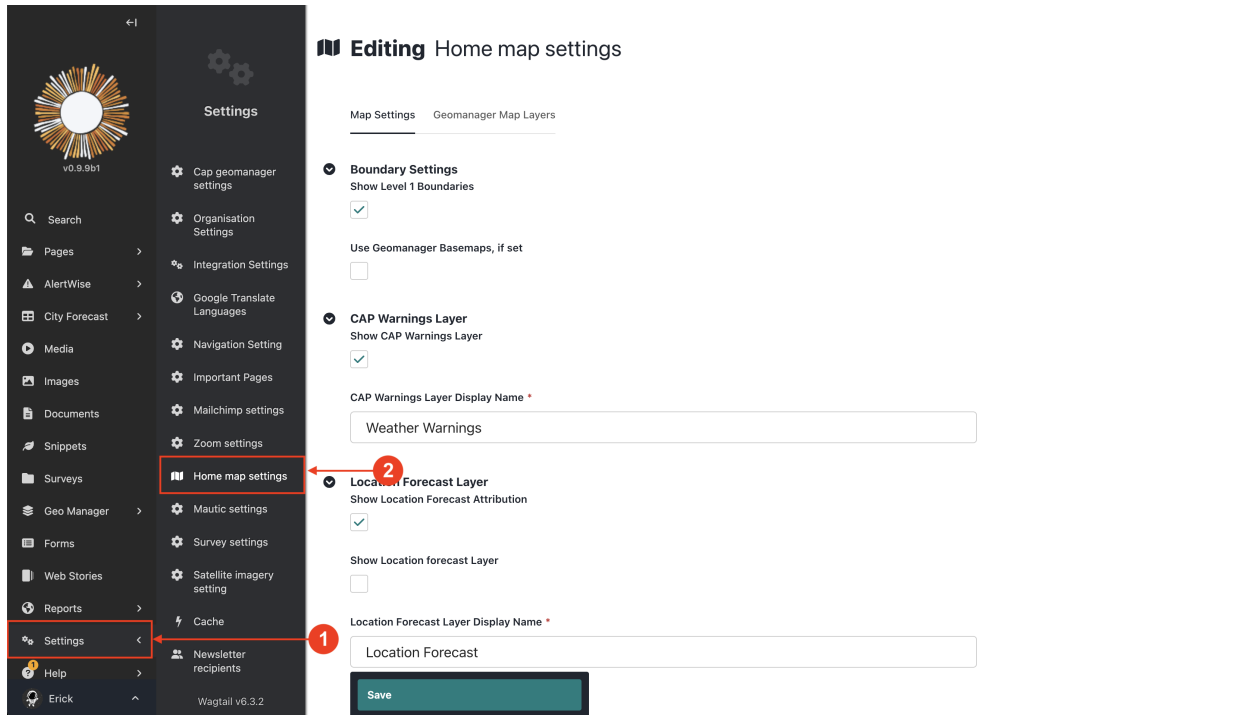 v0.9.9b1
Search
Pages
AlertWise
City Forecast
Media
Images
Documents
Snippets
Surveys
Geo Manager
Forms
Web Stories
Reports
Settings
1
Help
Erick
Settings
Cap geomanager
settings
Organisation
Settings
Integration Settings
Google Translate
Languages
Navigation Setting
Important Pages
Mailchimp settings
Zoom settings
Home map settings
Mautic settings
Survey settings
Satellite imagery
setting
Cache
Newsletter
recipients
Wagtail v6.3.2
Editing Home map settings
Map Settings Geomanager Map Layers
Boundary Settings
Show Level 1 Boundaries
Use Geomanager Basemaps, if set
CAP Warnings Layer
Show CAP Warnings Layer
CAP Warnings Layer Display Name *
Weather Warnings
2
Location Forecast Layer
Show Location Forecast Attribution
Show Location forecast Layer
1
Location Forecast Layer Display Name *
Location Forecast
Save